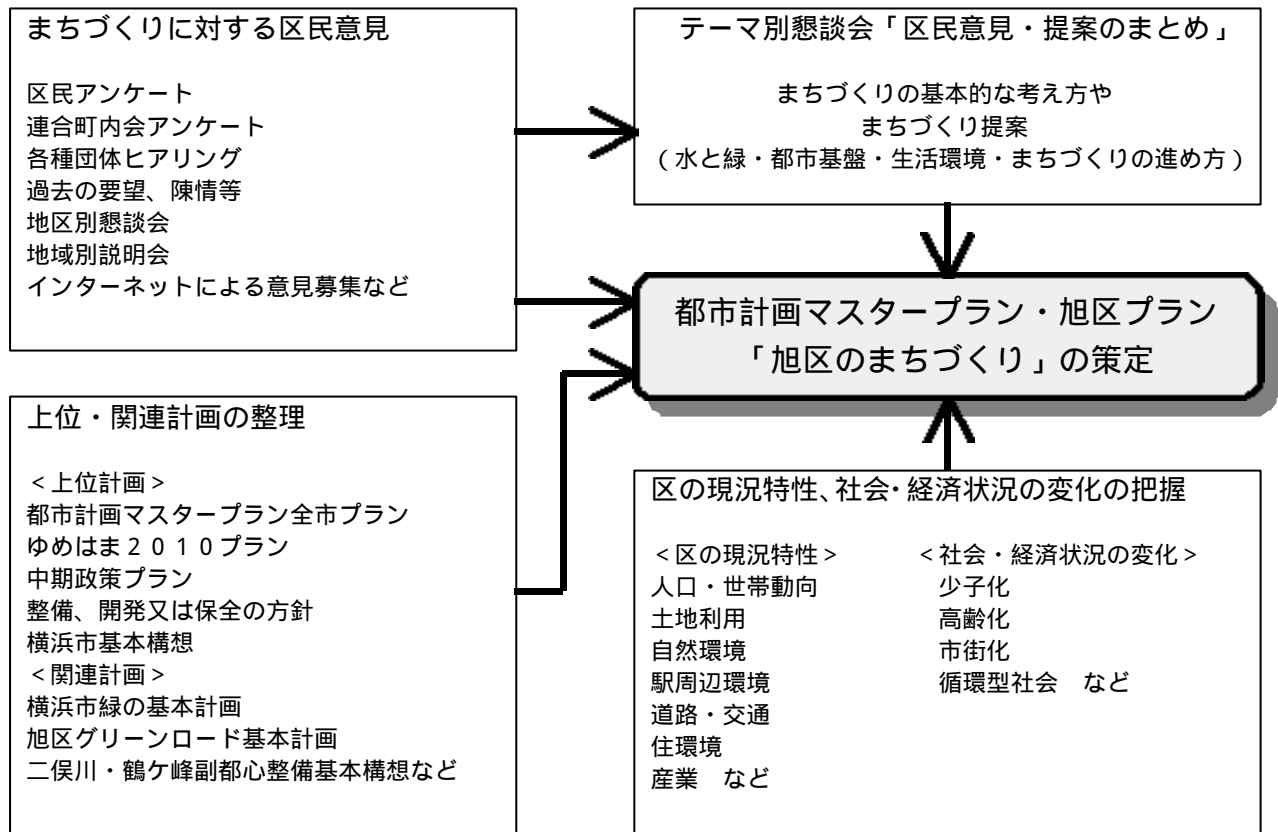 まちづくりに対する区民意見
区民アンケート
連合町内会アンケート
各種団体ヒアリング
過去の要望、陳情等
地区別懇談会
地域別説明会
インターネットによる意見募集など
テーマ別懇談会「区民意見・提案のまとめ」
まちづくりの基本的な考え方や
まちづくり提案
(水と緑・都市基盤・生活環境・まちづくりの進め方)
都市計画マスタープラン・旭区プラン
「旭区のまちづくり」の策定
上位・関連計画の整理
<上位計画>
都市計画マスタープラン全市プラン
ゆめはま2010プラン
中期政策プラン
整備、開発又は保全の方針
横浜市基本構想
<関連計画>
横浜市緑の基本計画
旭区グリーンロード基本計画
二俣川・鶴ケ峰副都心整備基本構想など
区の現況特性、社会・経済状況の変化の把握
<区の現況特性>
人口・世帯動向
土地利用
自然環境
駅周辺環境
道路・交通
住環境
産業 など
<社会・経済状況の変化>
少子化
高齢化
市街化
循環型社会 など